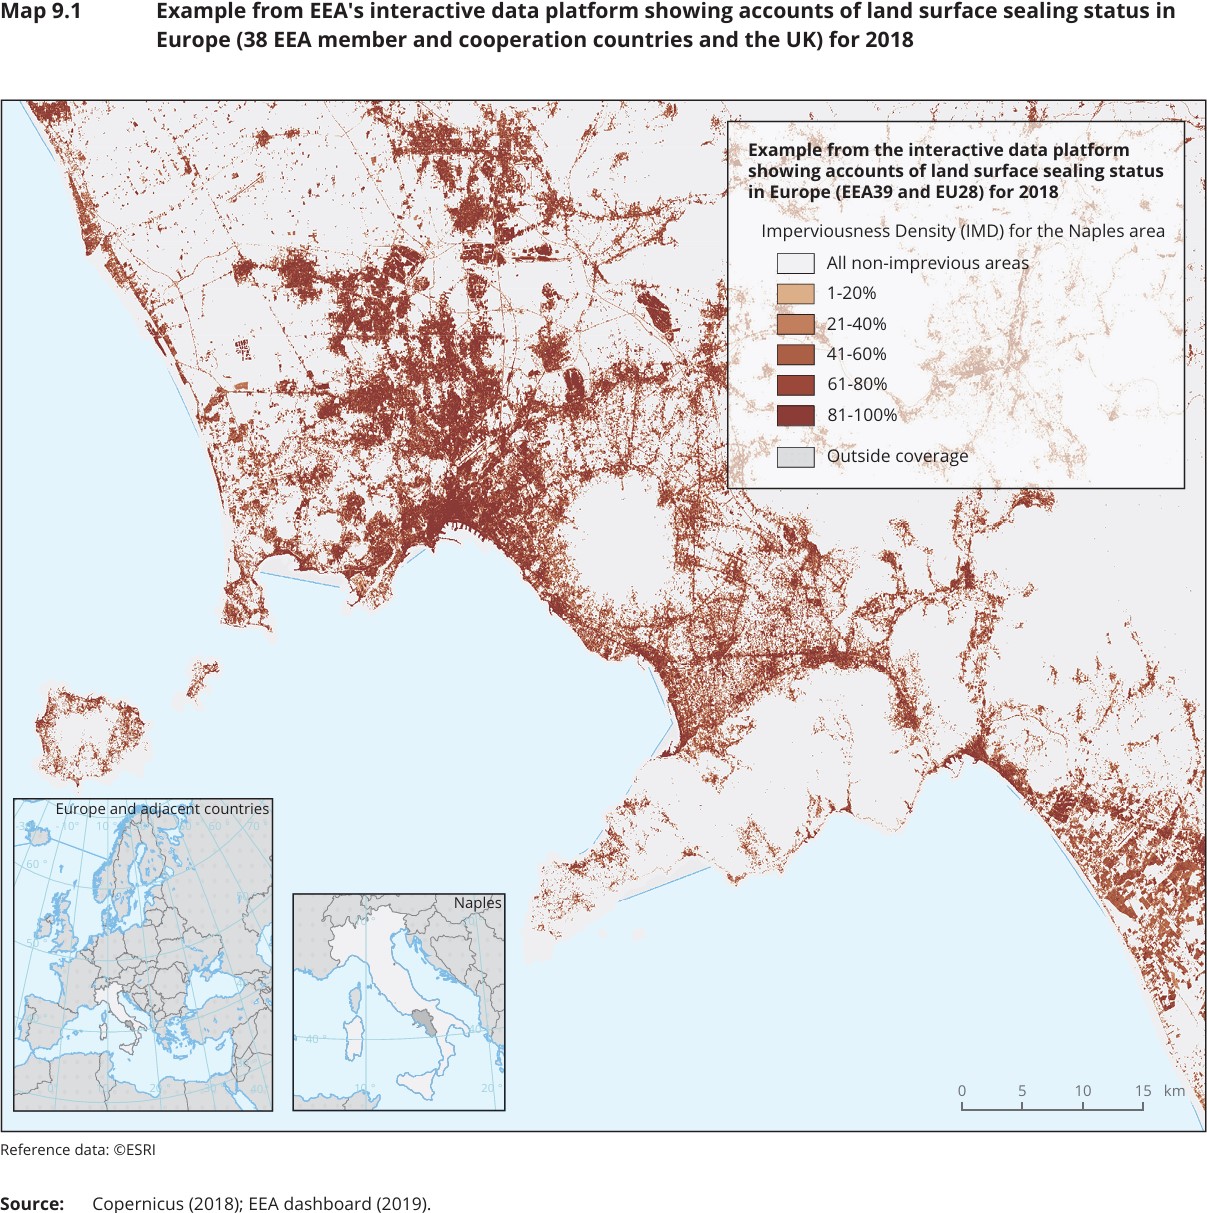 Map 9.1 Example from EEA's interactive data platform showing accounts of land surface sealing status in
Europe (38 EEA member and cooperation countries and the UK) for 2018
Example from the interactive data platform
showing accounts of land surface sealing status
in Europe (EEA39 and EU28) for 2018
Imperviousness Density (IMD) for the Naples area
All non-imprevious areas
1-20%
21-40%
41-60%
61-80%
81-100%
Outside coverage
Europe and adjacent countries
60 °
Naples
40 °
10 °
20 °
0 5 10 15 km
Reference data: ©ESRI
Source: Copernicus (2018); EEA dashboard (2019).